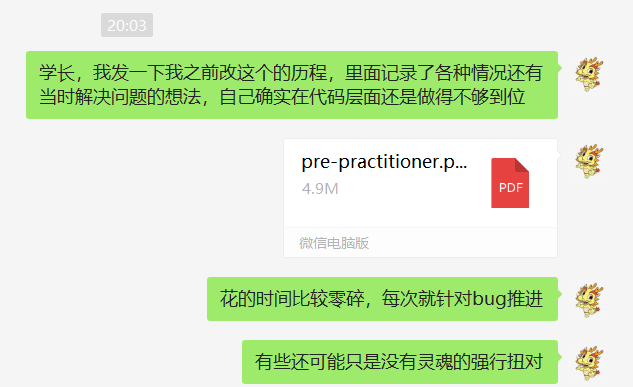 20:03
学长，我发一下我之前改这个的历程，里面记录了各种情况还有
当时解决问题的想法，自己确实在代码层面还是做得不够到位
pre-practitioner.p...
4.9M
PDF
微信电脑版
花的时间比较零碎，每次就针对bug推进
有些还可能只是没有灵魂的强行扭对